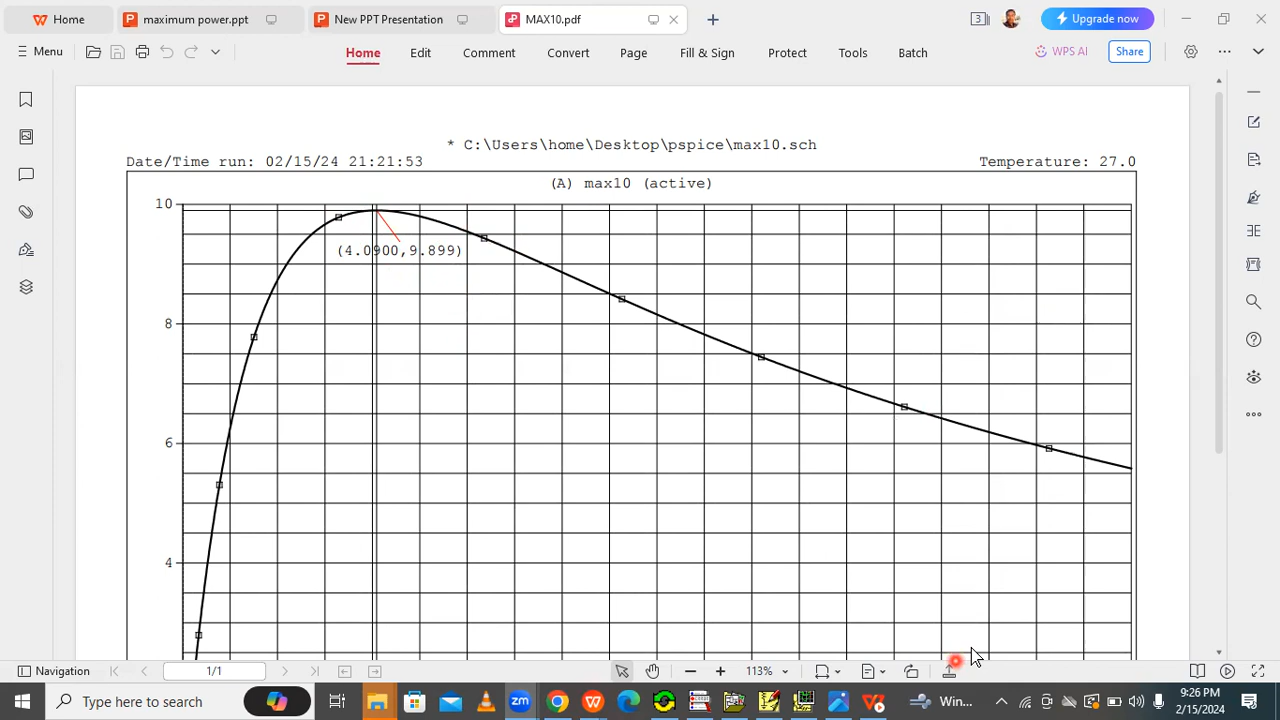 Home
maximum power.ppt
New PPT Presentation
MAX10.pdf
3
Upgrade now
Menu
Home
Edit
Comment
Convert
Page
Fill & Sign
Protect
Tools
Batch
WPS AI
Share
* C:\Users\home\Desktop\pspice\max10.sch
Date/Time run: 02/15/24 21:21:53
Temperature: 27.0
(A) max10 (active)
10
(4.0900,9.899)
8
6
4
Navigation
1/1
113%
Type here to search
zm
Win...
9:26 PM
2/15/2024